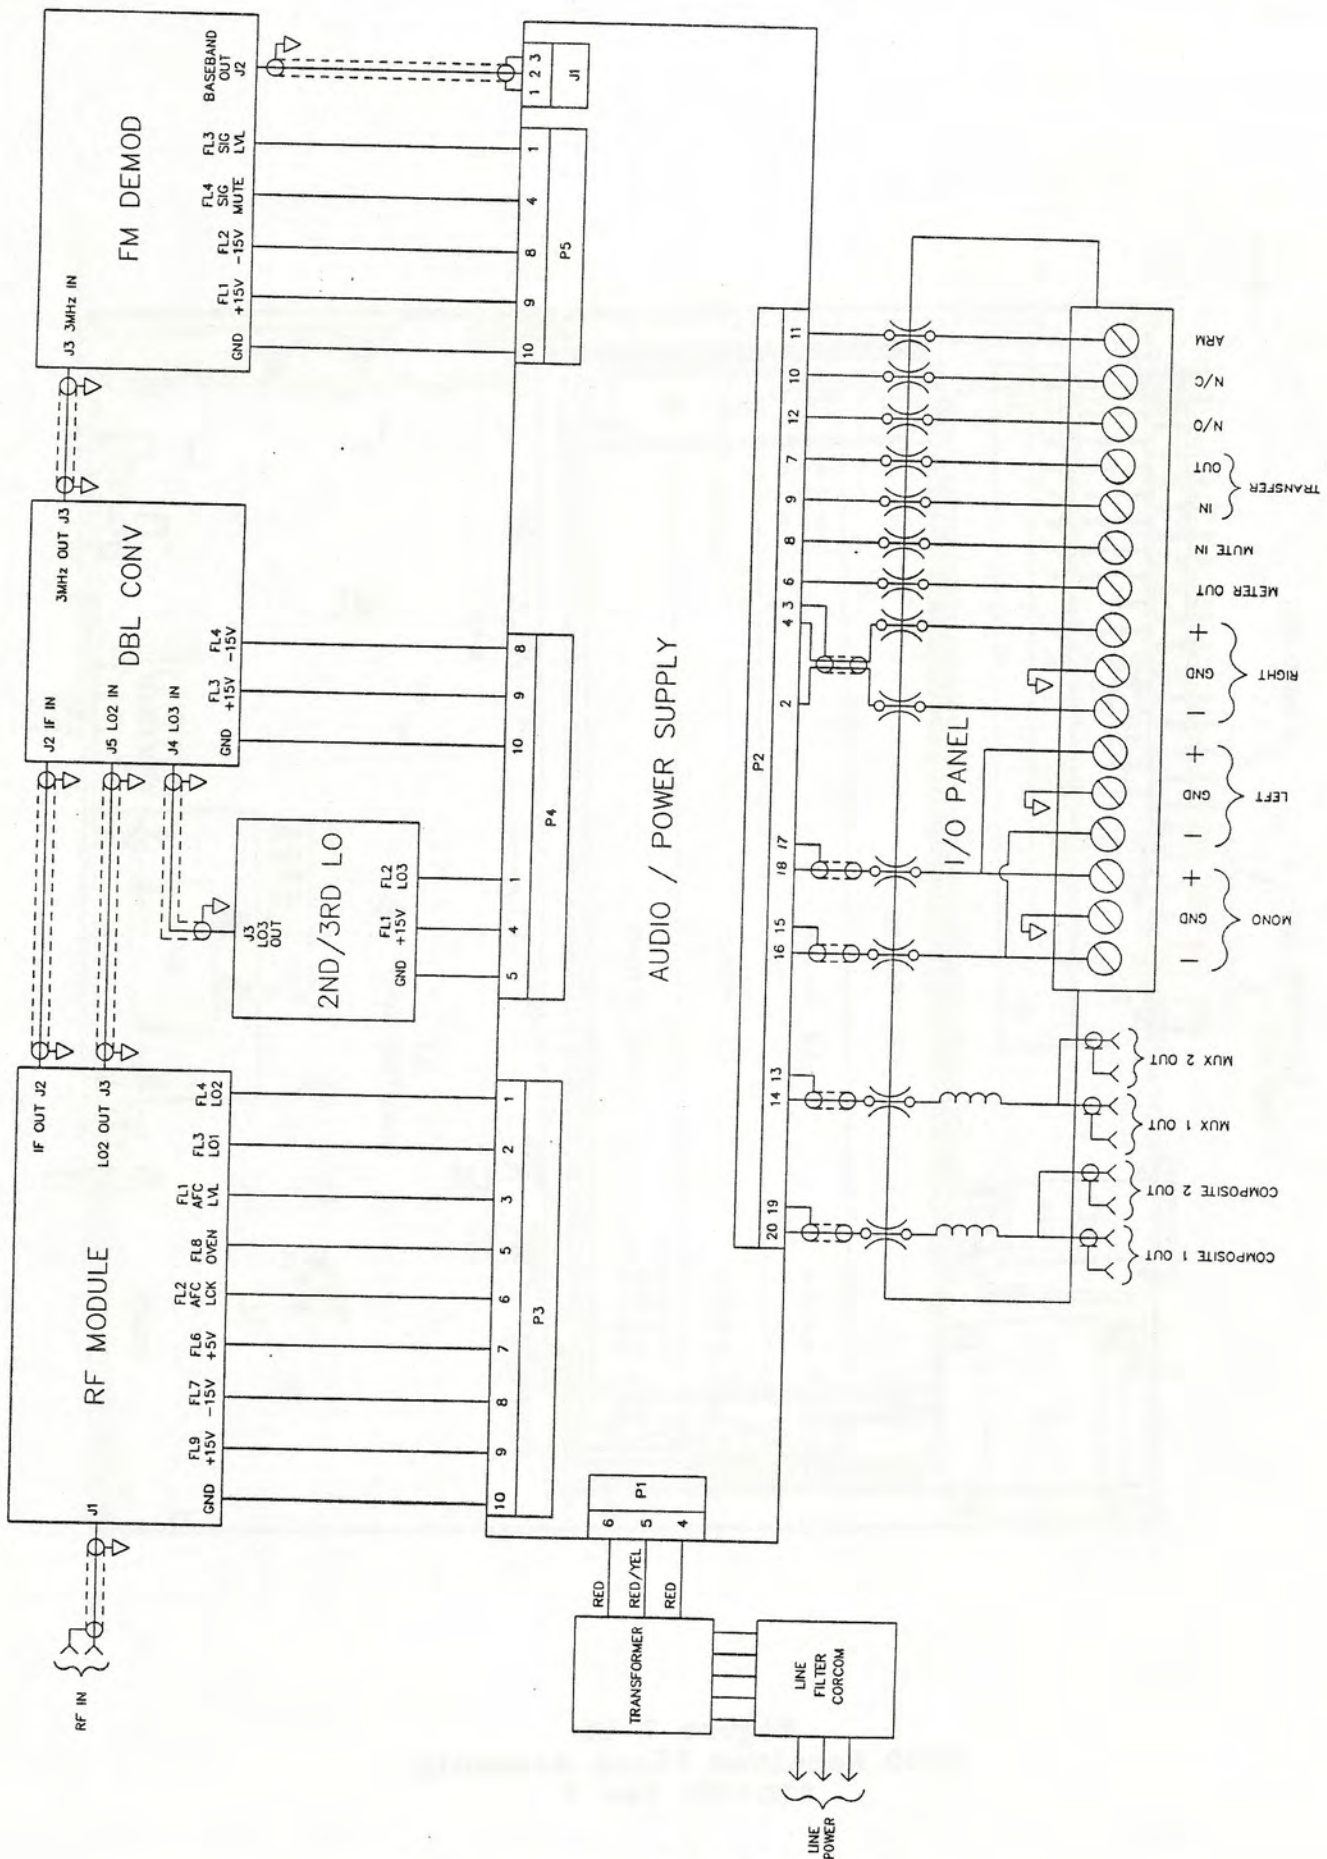 RF IN
J1
RF MODULE
IF OUT J2
LO2 OUT J3
GND
FL9
+15V
FL7
-15V
FL6
+5V
FL2
AFC
LCK
FL8
OVEN
FL1
AFC
LVL
FL3
LO1
FL4
LO2
10
9
8
7
6
5
3
2
1
P3
J2 IF IN
J5 LO2 IN
J4 LO3 IN
3MHz OUT J3
DBL CONV
GND
FL3
+15V
FL4
-15V
J3
LO3
OUT
2ND/3RD LO
GND
FL1
+15V
FL2
LO3
5
4
1
10
9
8
P4
J3 3MHz IN
FM DEMOD
GND
FL1
+15V
FL2
-15V
FL4
SIG
MUTE
FL3
SIG
LVL
BASEBAND
OUT
J2
10
9
8
4
1
P5
1 2 3
J1
AUDIO / POWER SUPPLY
P1
6
5
4
RED
RED/YEL
RED
TRANSFORMER
LINE
FILTER
CORCOM
LINE
POWER
P2
20
19
14
13
16
15
18
17
2
4
3
6
8
9
7
12
10
11
I/O PANEL
COMPOSITE 1 OUT
COMPOSITE 2 OUT
MUX 1 OUT
MUX 2 OUT
-
GND
+
MONO
-
GND
+
LEFT
-
GND
+
RIGHT
METER OUT
MUTE IN
IN
OUT
TRANSFER
N/O
N/C
ARM